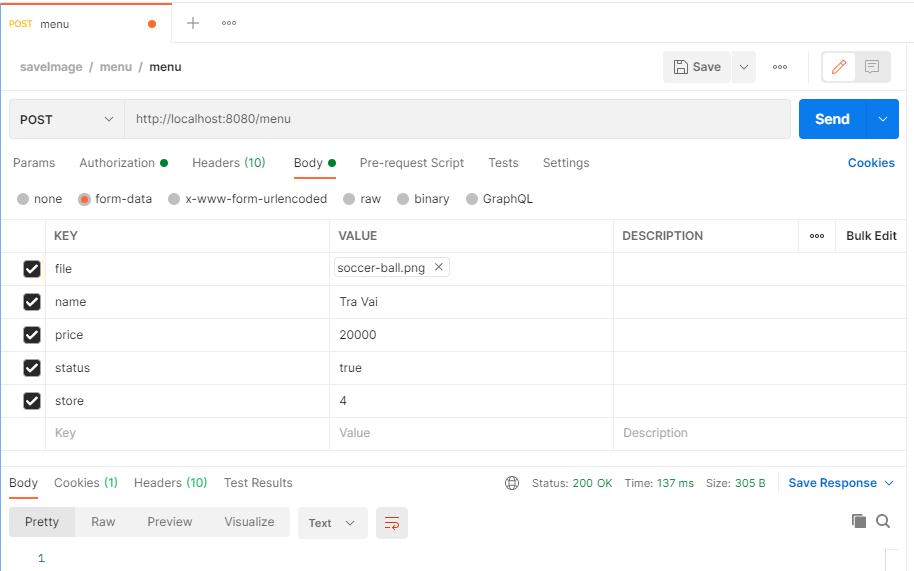 POST menu
saveImage / menu / menu Save
POST http://localhost:8080/menu Send
Params Authorization Headers (10) Body Pre-request Script Tests Settings Cookies
none form-data x-www-form-urlencoded raw binary GraphQL
KEY VALUE DESCRIPTION Bulk Edit
file soccer-ball.png
name Tra Vai
price 20000
status true
store 4
Key Value Description
Body Cookies (1) Headers (10) Test Results Status: 200 OK Time: 137 ms Size: 305 B Save Response
Pretty Raw Preview Visualize Text
1